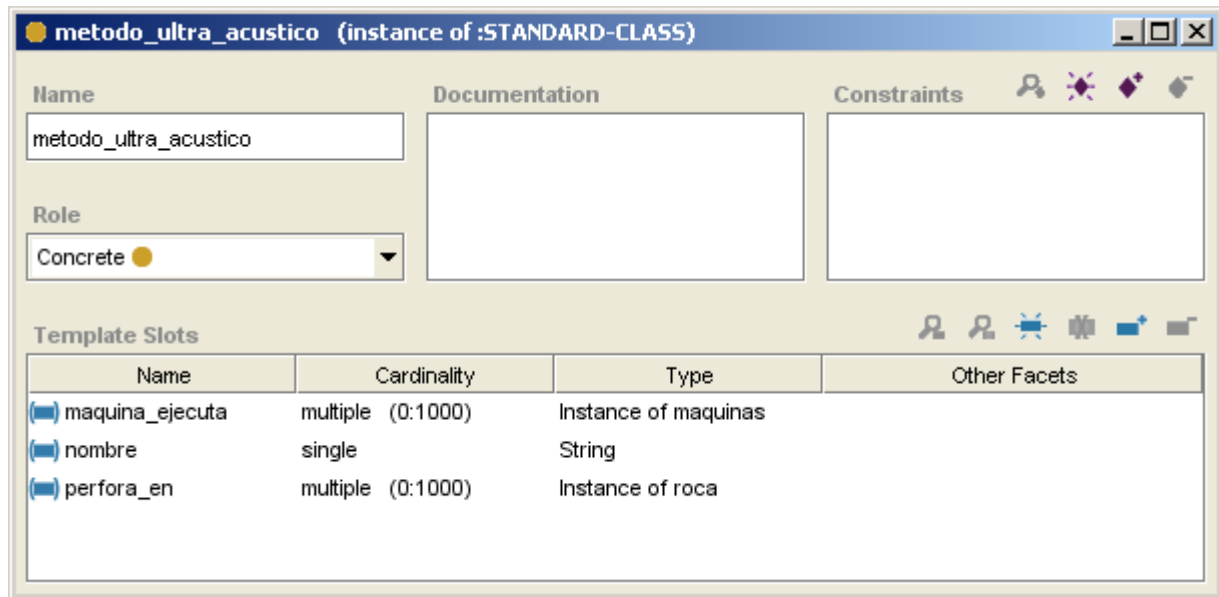 metodo_ultra_acustico (instance of :STANDARD-CLASS)
Name Documentation Constraints
metodo_ultra_acustico
Role
Concrete
Template Slots
Name Cardinality Type Other Facets
maquina_ejecuta multiple (0:1000) Instance of maquinas
nombre single String
perfora_en multiple (0:1000) Instance of roca